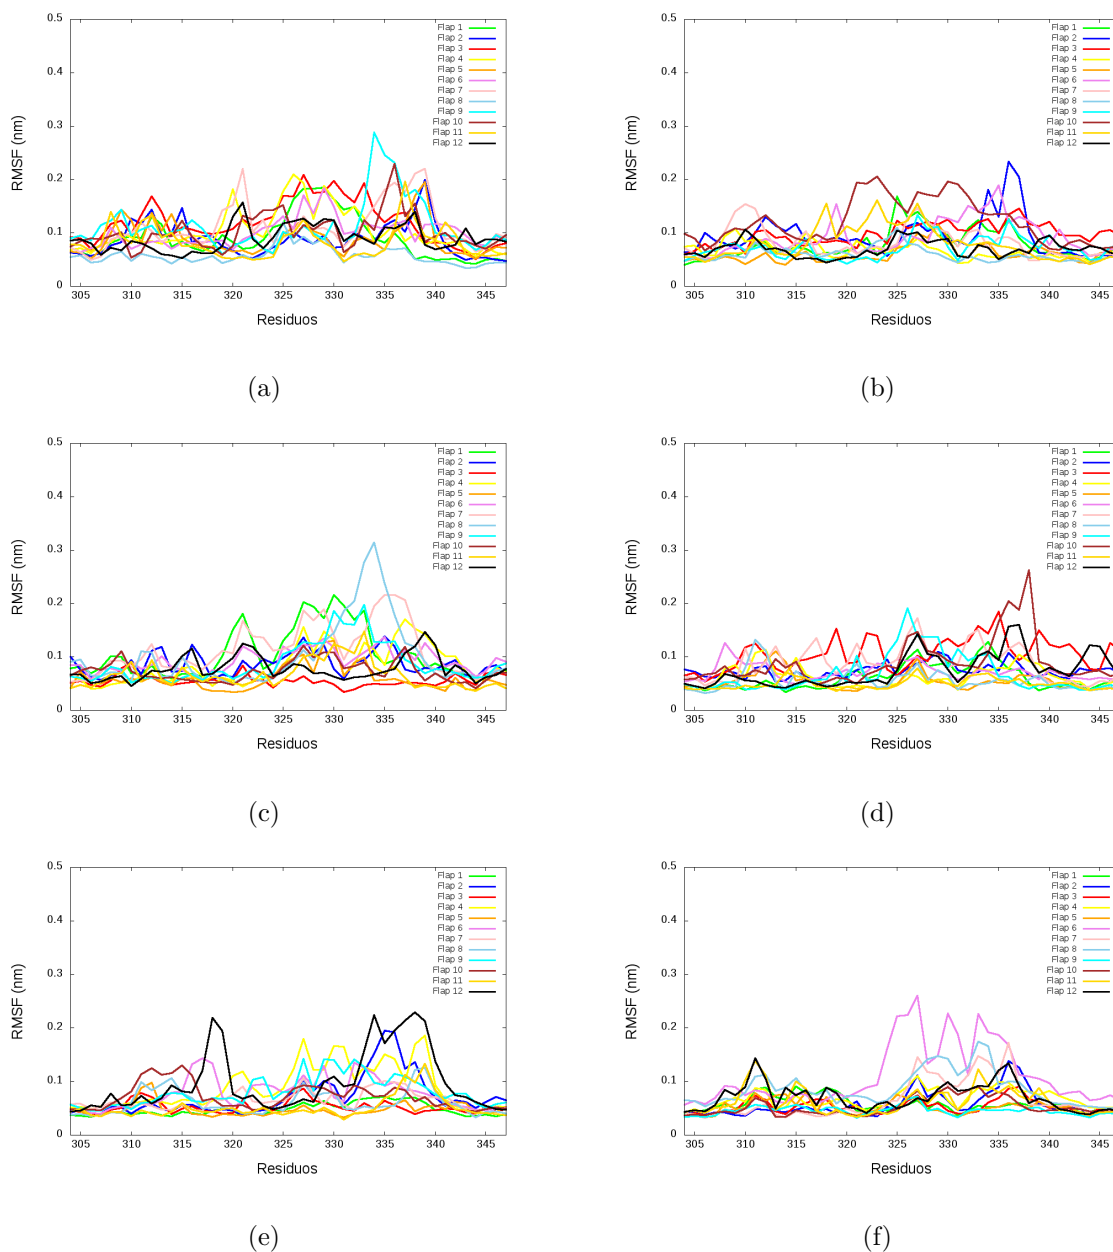 0.5
0.4
0.3
0.2
0.1
0
RMSF (nm)
Flap 1
Flap 2
Flap 3
Flap 4
Flap 5
Flap 6
Flap 7
Flap 8
Flap 9
Flap 10
Flap 11
Flap 12
305 310 315 320 325 330 335 340 345
Residuos
(a)
0.5
0.4
0.3
0.2
0.1
0
RMSF (nm)
Flap 1
Flap 2
Flap 3
Flap 4
Flap 5
Flap 6
Flap 7
Flap 8
Flap 9
Flap 10
Flap 11
Flap 12
305 310 315 320 325 330 335 340 345
Residuos
(b)
0.5
0.4
0.3
0.2
0.1
0
RMSF (nm)
Flap 1
Flap 2
Flap 3
Flap 4
Flap 5
Flap 6
Flap 7
Flap 8
Flap 9
Flap 10
Flap 11
Flap 12
305 310 315 320 325 330 335 340 345
Residuos
(c)
0.5
0.4
0.3
0.2
0.1
0
RMSF (nm)
Flap 1
Flap 2
Flap 3
Flap 4
Flap 5
Flap 6
Flap 7
Flap 8
Flap 9
Flap 10
Flap 11
Flap 12
305 310 315 320 325 330 335 340 345
Residuos
(d)
0.5
0.4
0.3
0.2
0.1
0
RMSF (nm)
Flap 1
Flap 2
Flap 3
Flap 4
Flap 5
Flap 6
Flap 7
Flap 8
Flap 9
Flap 10
Flap 11
Flap 12
305 310 315 320 325 330 335 340 345
Residuos
(e)
0.5
0.4
0.3
0.2
0.1
0
RMSF (nm)
Flap 1
Flap 2
Flap 3
Flap 4
Flap 5
Flap 6
Flap 7
Flap 8
Flap 9
Flap 10
Flap 11
Flap 12
305 310 315 320 325 330 335 340 345
Residuos
(f)